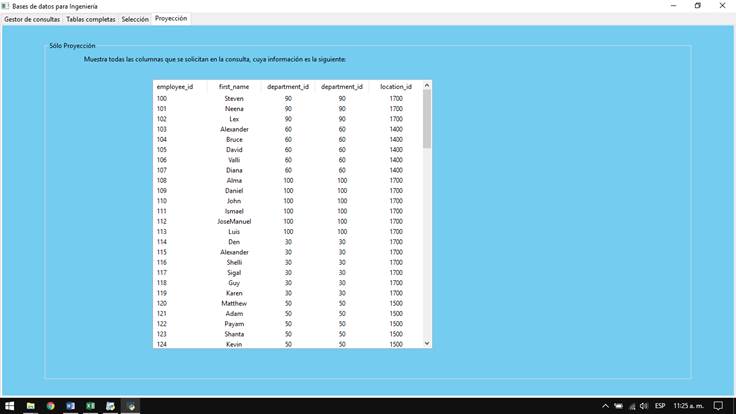 Bases de datos para Ingeniería
Gestor de consultas Tablas completas Selección Proyección
Sólo Proyección
Muestra todas las columnas que se solicitan en la consulta, cuya información es la siguiente:
employee_id first_name department_id department_id location_id
100 Steven 90 90 1700
101 Neena 90 90 1700
102 Lex 90 90 1700
103 Alexander 60 60 1400
104 Bruce 60 60 1400
105 David 60 60 1400
106 Valli 60 60 1400
107 Diana 60 60 1400
108 Alma 100 100 1700
109 Daniel 100 100 1700
110 John 100 100 1700
111 Ismael 100 100 1700
112 JoseManuel 100 100 1700
113 Luis 100 100 1700
114 Den 30 30 1700
115 Alexander 30 30 1700
116 Shelli 30 30 1700
117 Sigal 30 30 1700
118 Guy 30 30 1700
119 Karen 30 30 1700
120 Matthew 50 50 1500
121 Adam 50 50 1500
122 Payam 50 50 1500
123 Shanta 50 50 1500
124 Kevin 50 50 1500
ESP 11:25 a. m.